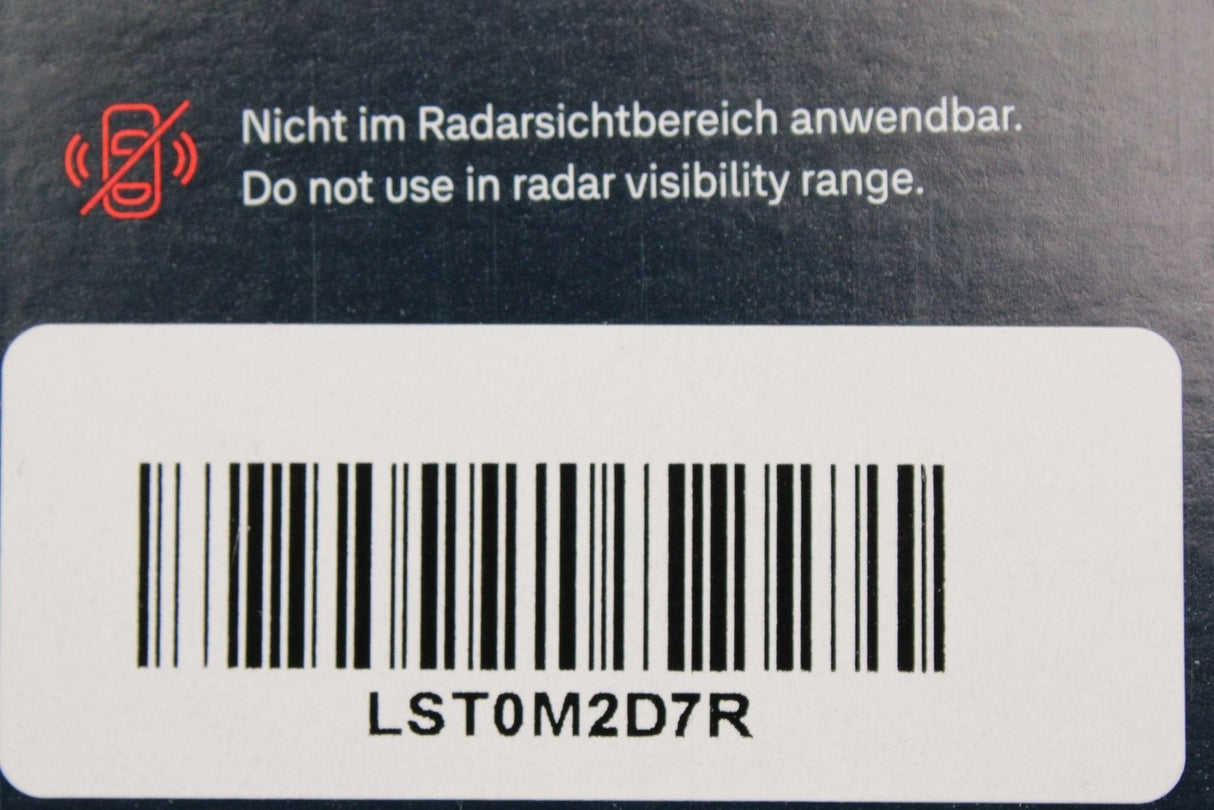 Nicht im Radarsichtbereich anwendbar.
Do not use in radar visibility range.
LST0M2D7R